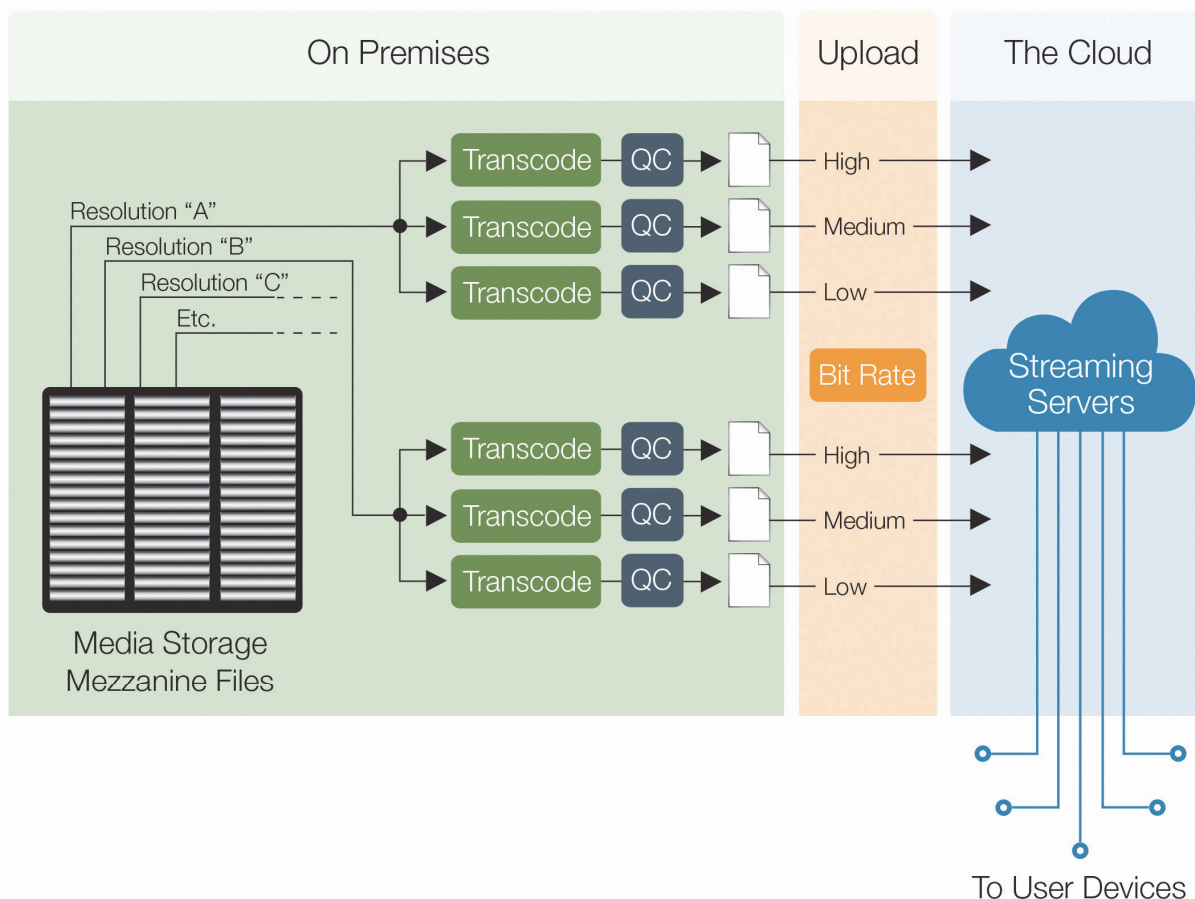 On Premises
Upload
The Cloud
Transcode
QC
High
Resolution “A”
Transcode
QC
Medium
Resolution “B”
Resolution “C”
Transcode
QC
Low
Etc.
Bit Rate
Streaming
Servers
Transcode
QC
High
Transcode
QC
Medium
Transcode
QC
Low
Media Storage
Mezzanine Files
To User Devices